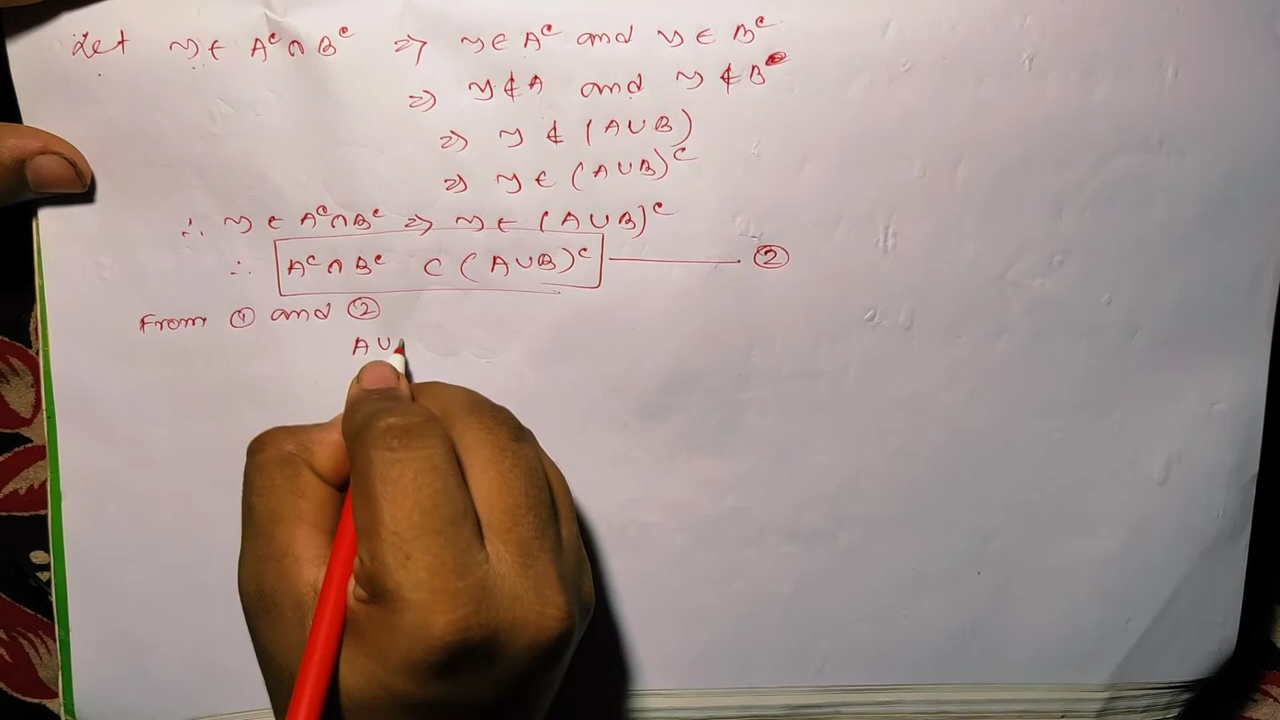 Let y ∈ Aᶜ ∩ Bᶜ ⇒ y ∈ Aᶜ and y ∈ Bᶜ
⇒ y ∉ A and y ∉ B
⇒ y ∉ (A ∪ B)
⇒ y ∈ (A ∪ B)ᶜ
∴ y ∈ Aᶜ ∩ Bᶜ ⇒ y ∈ (A ∪ B)ᶜ
∴ Aᶜ ∩ Bᶜ ⊂ (A ∪ B)ᶜ ——— ②
From ① and ②
A ∪